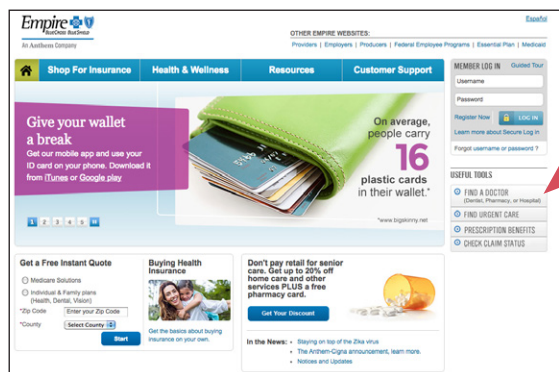 Empire
BLUECROSS BLUESHIELD
An Anthem Company
Español
OTHER EMPIRE WEBSITES:
Providers | Employers | Producers | Federal Employee Programs | Essential Plan | Medicaid
Shop For Insurance
Health & Wellness
Resources
Customer Support
Give your wallet
a break
Get our mobile app and use your
ID card on your phone. Download it
from iTunes or Google play
1 2 3 4 5
On average,
people carry
16
plastic cards
in their wallet.*
*www.bigskinny.net
MEMBER LOG IN
Guided Tour
Username
Password
Register Now
LOG IN
Learn more about Secure Log in
Forgot username or password ?
USEFUL TOOLS
FIND A DOCTOR
(Dentist, Pharmacy, or Hospital)
FIND URGENT CARE
PRESCRIPTION BENEFITS
CHECK CLAIM STATUS
Get a Free Instant Quote
Medicare Solutions
Individual & Family plans
(Health, Dental, Vision)
*Zip Code
Enter your Zip Code
*County
Select County
Start
Buying Health
Insurance
Get the basics about buying
insurance on your own.
Don't pay retail for senior
care. Get up to 20% off
home care and other
services PLUS a free
pharmacy card.
Get Your Discount
In the News:
Staying on top of the Zika virus
The Anthem-Cigna announcement, learn more.
Notices and Updates